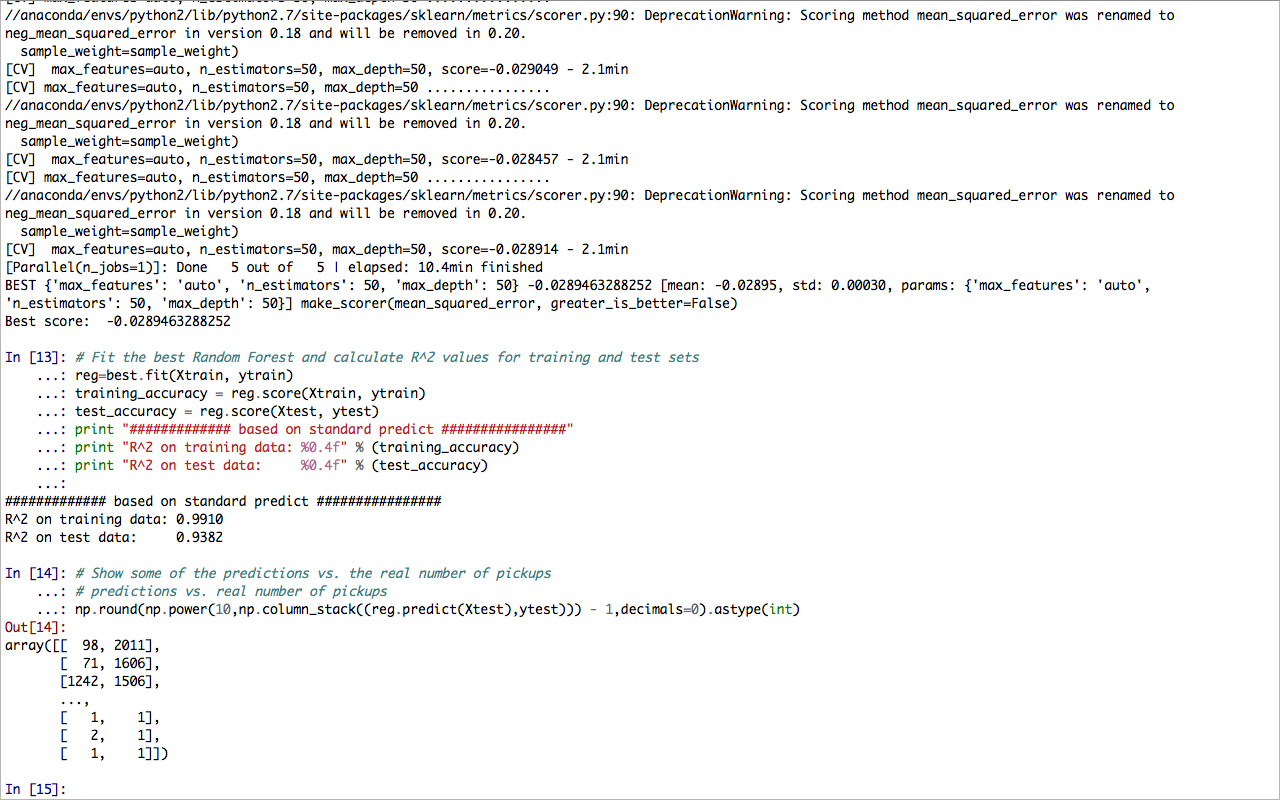 //anaconda/envs/python2/lib/python2.7/site-packages/sklearn/metrics/scorer.py:90: DeprecationWarning: Scoring method mean_squared_error was renamed to
neg_mean_squared_error in version 0.18 and will be removed in 0.20.
  sample_weight=sample_weight)
[CV]  max_features=auto, n_estimators=50, max_depth=50, score=-0.029049 - 2.1min
[CV] max_features=auto, n_estimators=50, max_depth=50 ................
//anaconda/envs/python2/lib/python2.7/site-packages/sklearn/metrics/scorer.py:90: DeprecationWarning: Scoring method mean_squared_error was renamed to
neg_mean_squared_error in version 0.18 and will be removed in 0.20.
  sample_weight=sample_weight)
[CV]  max_features=auto, n_estimators=50, max_depth=50, score=-0.028457 - 2.1min
[CV] max_features=auto, n_estimators=50, max_depth=50 ................
//anaconda/envs/python2/lib/python2.7/site-packages/sklearn/metrics/scorer.py:90: DeprecationWarning: Scoring method mean_squared_error was renamed to
neg_mean_squared_error in version 0.18 and will be removed in 0.20.
  sample_weight=sample_weight)
[CV]  max_features=auto, n_estimators=50, max_depth=50, score=-0.028914 - 2.1min
[Parallel(n_jobs=1)]: Done   5 out of   5 | elapsed: 10.4min finished
BEST {'max_features': 'auto', 'n_estimators': 50, 'max_depth': 50} -0.0289463288252 [mean: -0.02895, std: 0.00030, params: {'max_features': 'auto',
'n_estimators': 50, 'max_depth': 50}] make_scorer(mean_squared_error, greater_is_better=False)
Best score:  -0.0289463288252
In [13]: # Fit the best Random Forest and calculate R^2 values for training and test sets
    ...: reg=best.fit(Xtrain, ytrain)
    ...: training_accuracy = reg.score(Xtrain, ytrain)
    ...: test_accuracy = reg.score(Xtest, ytest)
    ...: print "############# based on standard predict ################"
    ...: print "R^2 on training data: %0.4f" % (training_accuracy)
    ...: print "R^2 on test data:     %0.4f" % (test_accuracy)
    ...:
############# based on standard predict ################
R^2 on training data: 0.9910
R^2 on test data:     0.9382
In [14]: # Show some of the predictions vs. the real number of pickups
    ...: # predictions vs. real number of pickups
    ...: np.round(np.power(10,np.column_stack((reg.predict(Xtest),ytest))) - 1,decimals=0).astype(int)
Out[14]:
array([[  98, 2011],
       [  71, 1606],
       [1242, 1506],
       ...,
       [   1,    1],
       [   2,    1],
       [   1,    1]])
In [15]: